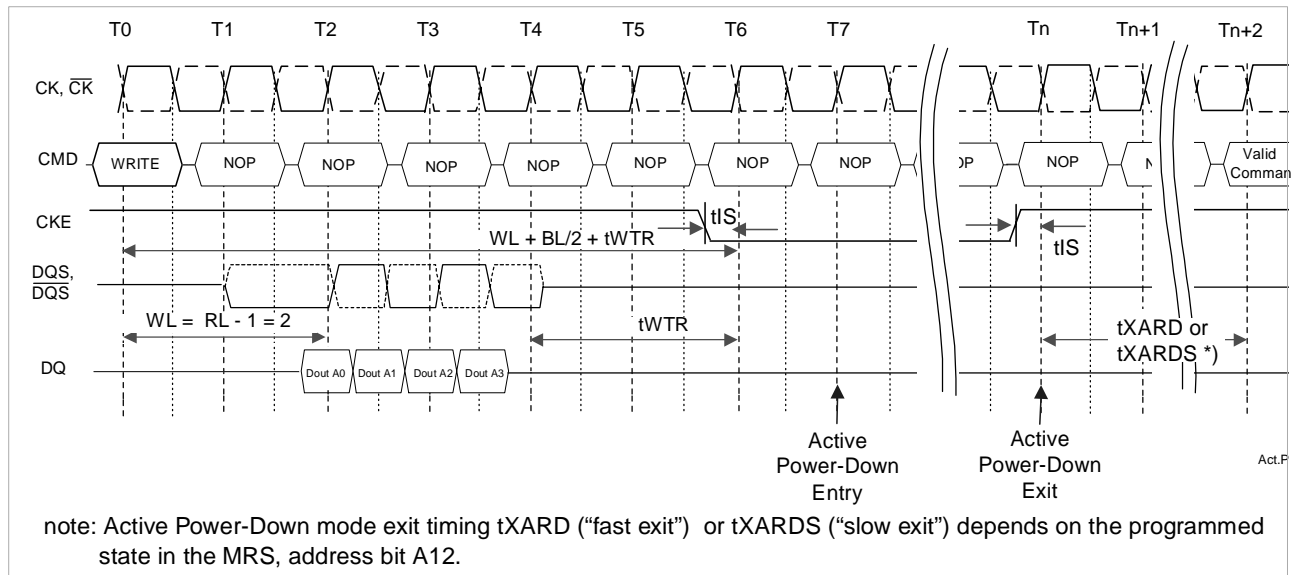 T0 T1 T2 T3 T4 T5 T6 T7 Tn Tn+1 Tn+2
CK, CK
CMD WRITE NOP NOP NOP NOP NOP NOP NOP OP NOP N Valid
Comman
CKE tIS
WL + BL/2 + tWTR
tIS
DQS,
DQS
WL = RL - 1 = 2
tWTR
tXARD or
tXARDS *)
DQ
Dout A0 Dout A1 Dout A2 Dout A3
Active
Power-Down
Entry
Active
Power-Down
Exit
Act.P
note: Active Power-Down mode exit timing tXARD (“fast exit”) or tXARDS (“slow exit”) depends on the programmed
state in the MRS, address bit A12.